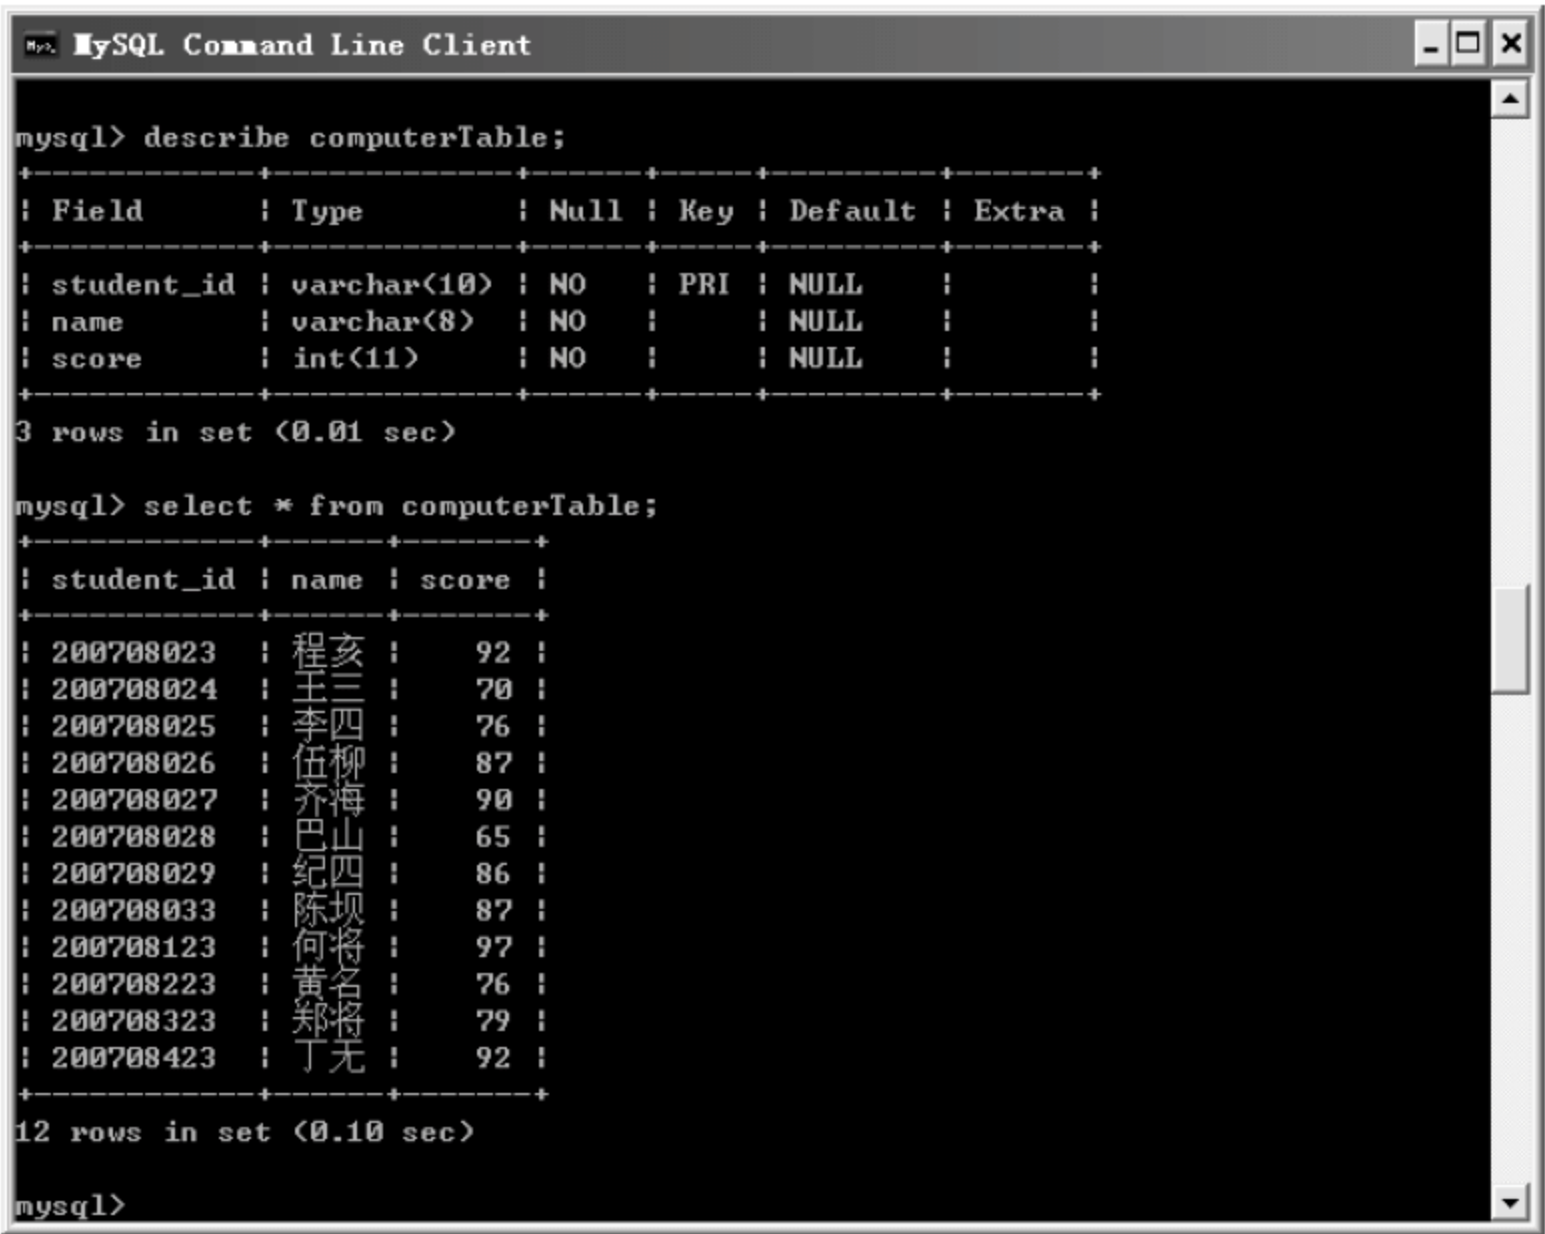 MySQL Command Line Client
mysql> describe computerTable;
+------------+-------------+------+-----+---------+-------+
| Field      | Type        | Null | Key | Default | Extra |
+------------+-------------+------+-----+---------+-------+
| student_id | varchar(10) | NO   | PRI | NULL    |       |
| name       | varchar(8)  | NO   |     | NULL    |       |
| score      | int(11)     | NO   |     | NULL    |       |
+------------+-------------+------+-----+---------+-------+
3 rows in set (0.01 sec)
mysql> select * from computerTable;
+------------+------+-------+
| student_id | name | score |
+------------+------+-------+
| 200708023  | 程亥 |    92 |
| 200708024  | 王三 |    70 |
| 200708025  | 李四 |    76 |
| 200708026  | 伍柳 |    87 |
| 200708027  | 齐海 |    90 |
| 200708028  | 巴山 |    65 |
| 200708029  | 纪四 |    86 |
| 200708033  | 陈坝 |    87 |
| 200708123  | 何将 |    97 |
| 200708223  | 黄名 |    76 |
| 200708323  | 郑将 |    79 |
| 200708423  | 丁无 |    92 |
+------------+------+-------+
12 rows in set (0.10 sec)
mysql>